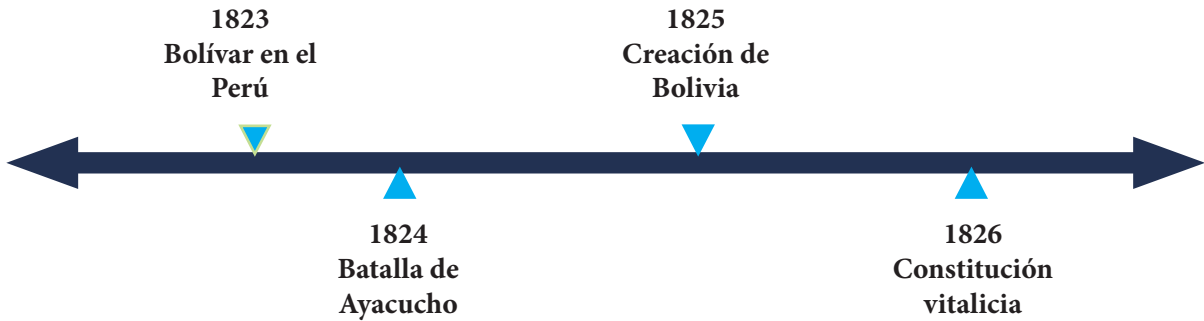 1823
Bolívar en el
Perú
1825
Creación de
Bolivia
1824
Batalla de
Ayacucho
1826
Constitución
vitalicia